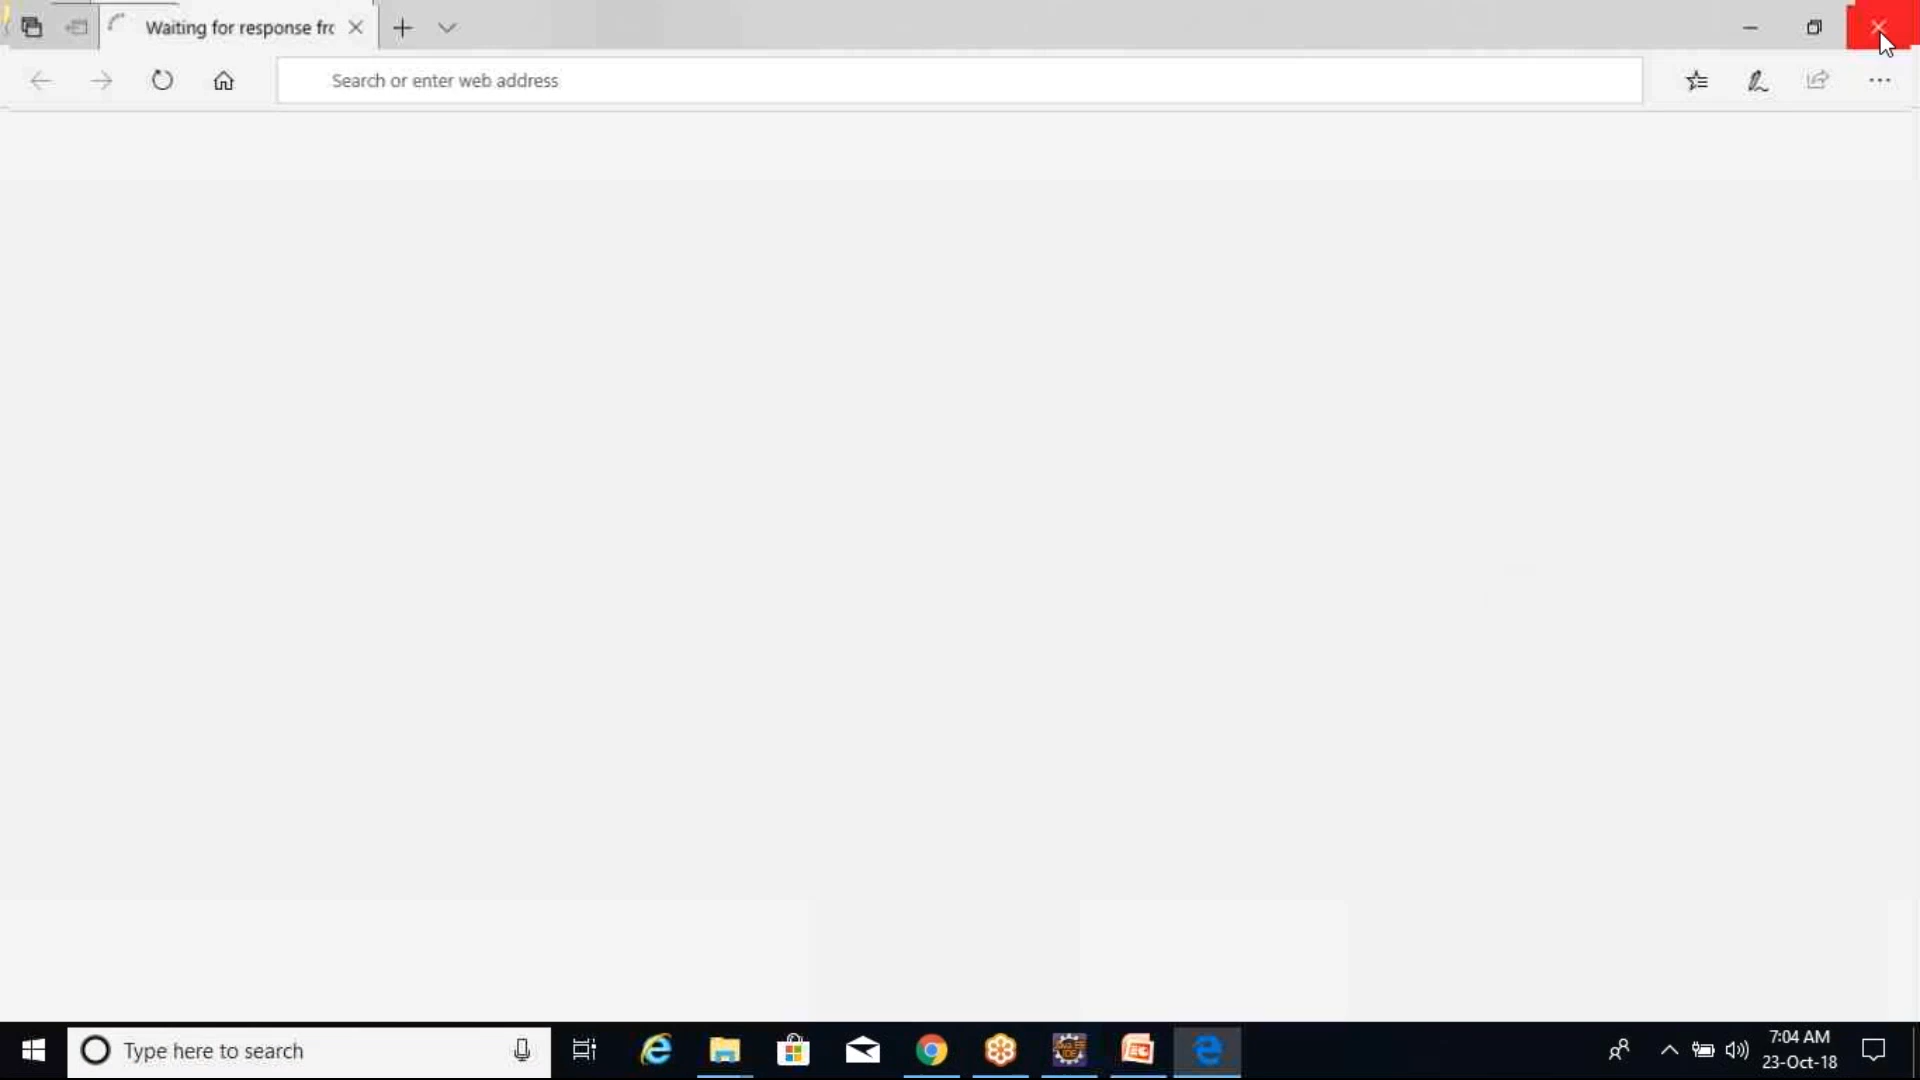 Waiting for response frc
Search or enter web address
Type here to search
7:04 AM
23-Oct-18